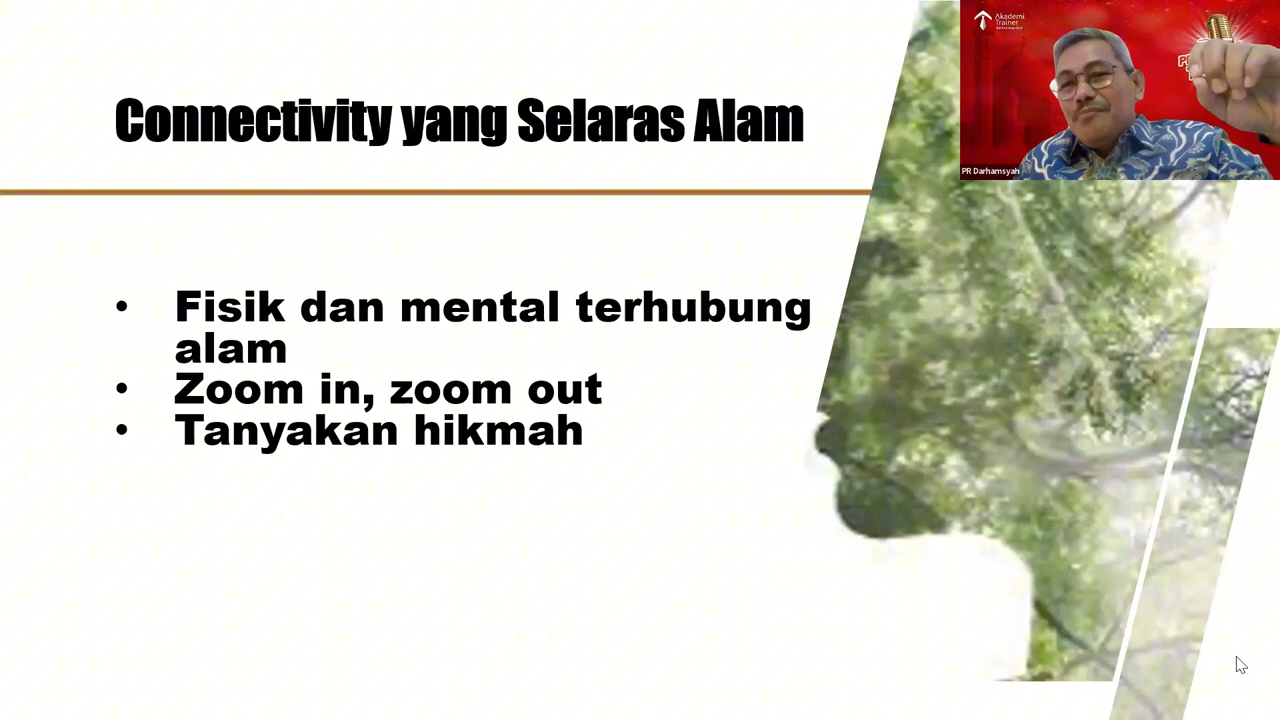 Connectivity yang Selaras Alam
• Fisik dan mental terhubung
alam
• Zoom in, zoom out
• Tanyakan hikmah
Akademi
Trainer
PR Darhamsyah